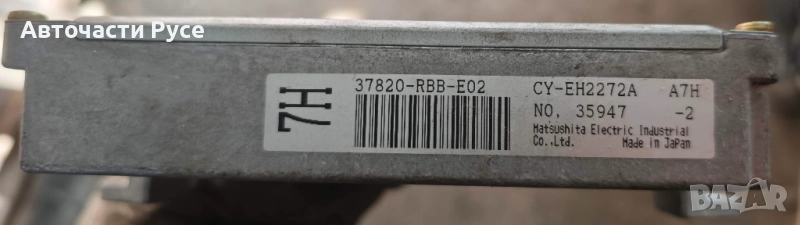 Авточасти Русе
7H
37820-RBB-E02
CY-EH2272A A7H
NO. 35947 -2
Matsushita Electric Industrial
Co.,Ltd. Made in Japan
BAZAR